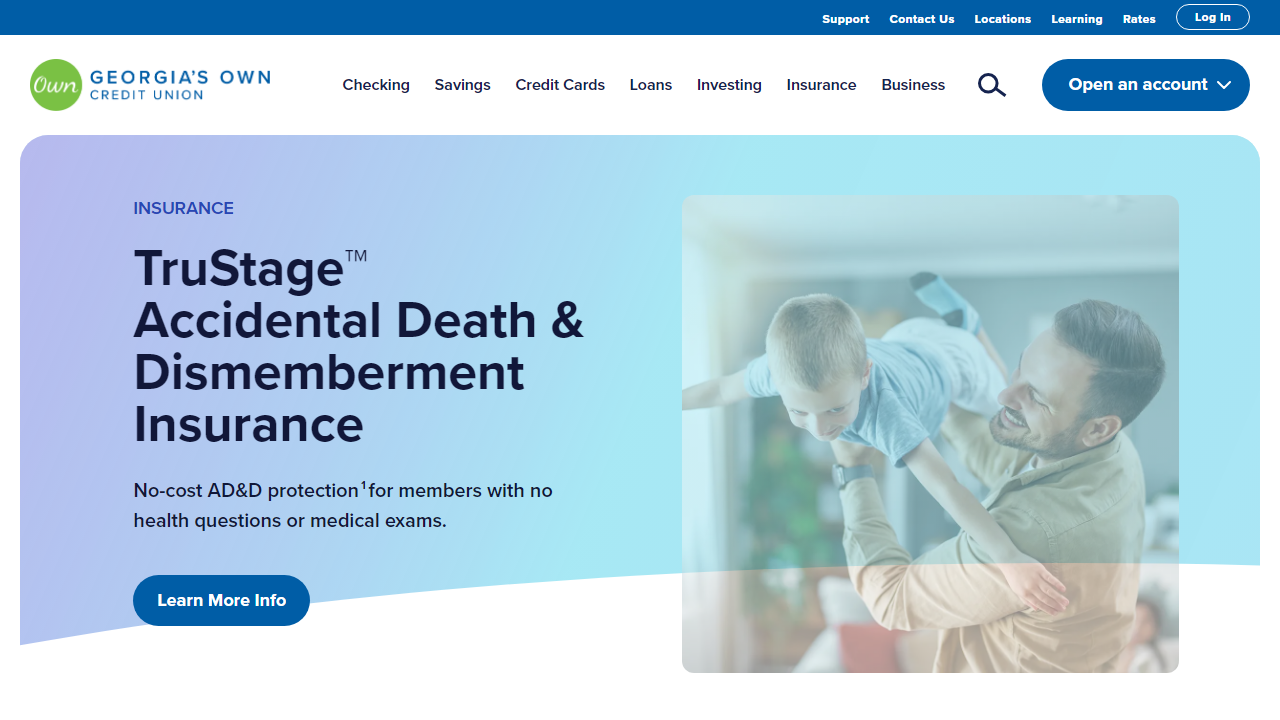 Support Contact Us Locations Learning Rates Log In
Own GEORGIA'S OWN
CREDIT UNION
Checking Savings Credit Cards Loans Investing Insurance Business Open an account
INSURANCE
TruStage™
Accidental Death &
Dismemberment
Insurance
No-cost AD&D protection¹ for members with no
health questions or medical exams.
Learn More Info